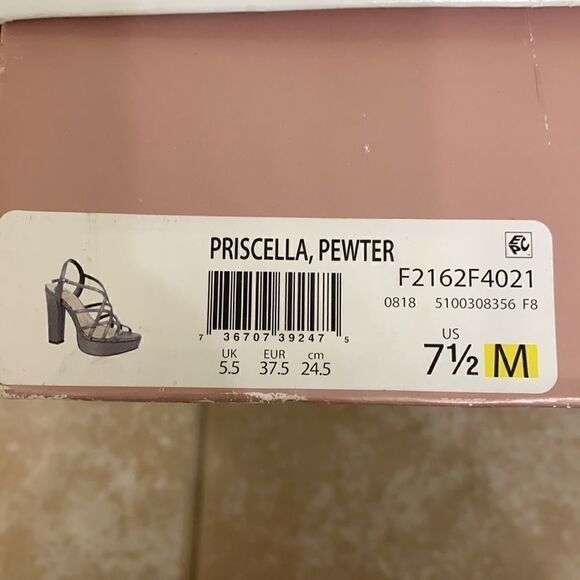 PRISCELLA, PEWTER
F2162F4021
0818 5100308356 F8
7 36707 39247 5
UK EUR cm
5.5 37.5 24.5
US
7½ M